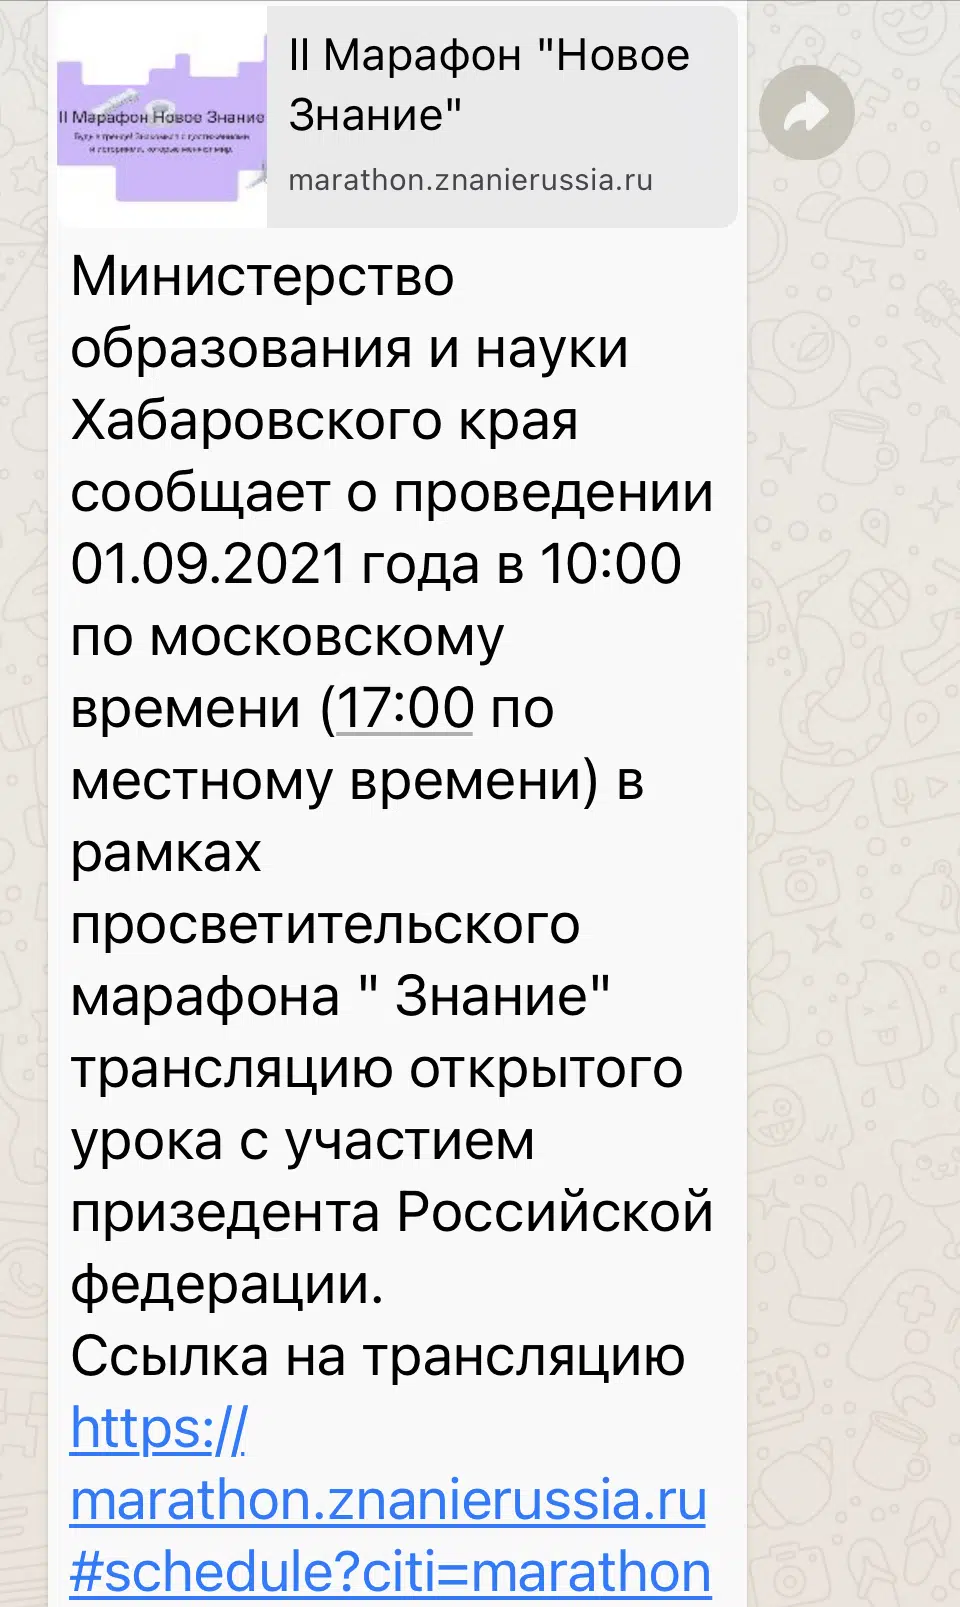 II Марафон Новое Знание
II Марафон "Новое
Знание"
marathon.znanierussia.ru
Министерство
образования и науки
Хабаровского края
сообщает о проведении
01.09.2021 года в 10:00
по московскому
времени (17:00 по
местному времени) в
рамках
просветительского
марафона " Знание"
трансляцию открытого
урока с участием
призедента Российской
федерации.
Ссылка на трансляцию
https://
marathon.znanierussia.ru
#schedule?citi=marathon